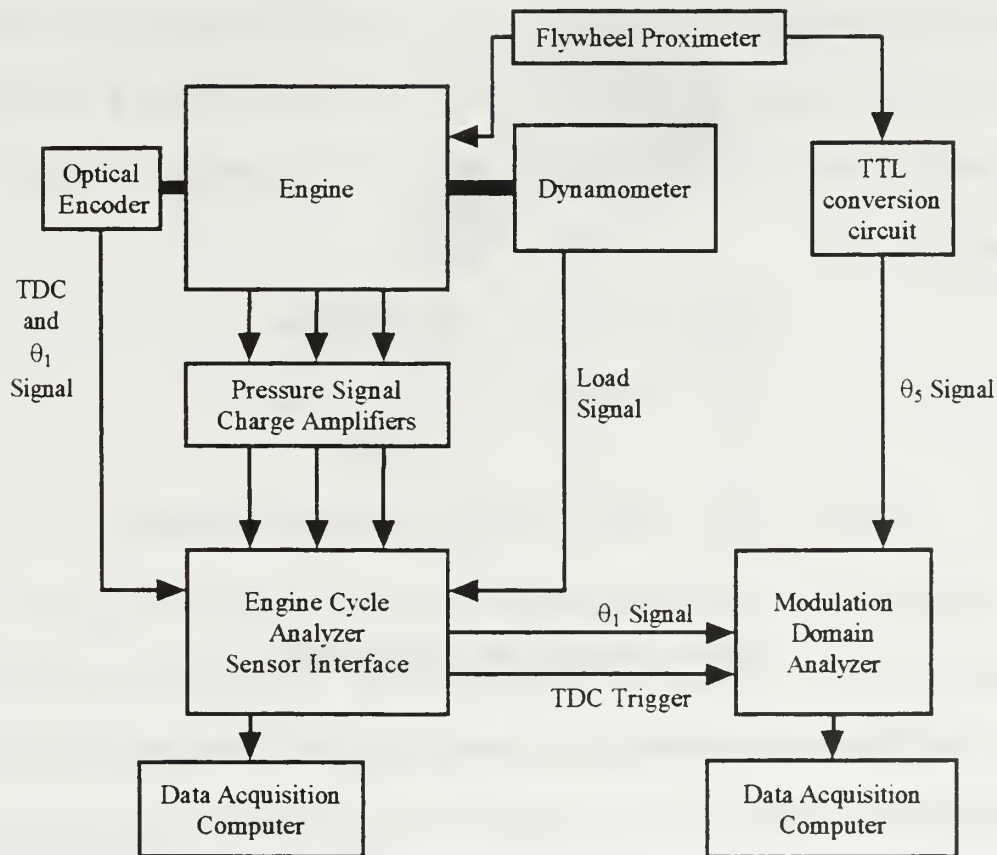 Flywheel Proximeter
Optical
Encoder
Engine
Dynamometer
TTL
conversion
circuit
TDC
and
θ₁
Signal
Pressure Signal
Charge Amplifiers
Load
Signal
θ₅ Signal
Engine Cycle
Analyzer
Sensor Interface
θ₁ Signal
TDC Trigger
Modulation
Domain
Analyzer
Data Acquisition
Computer
Data Acquisition
Computer